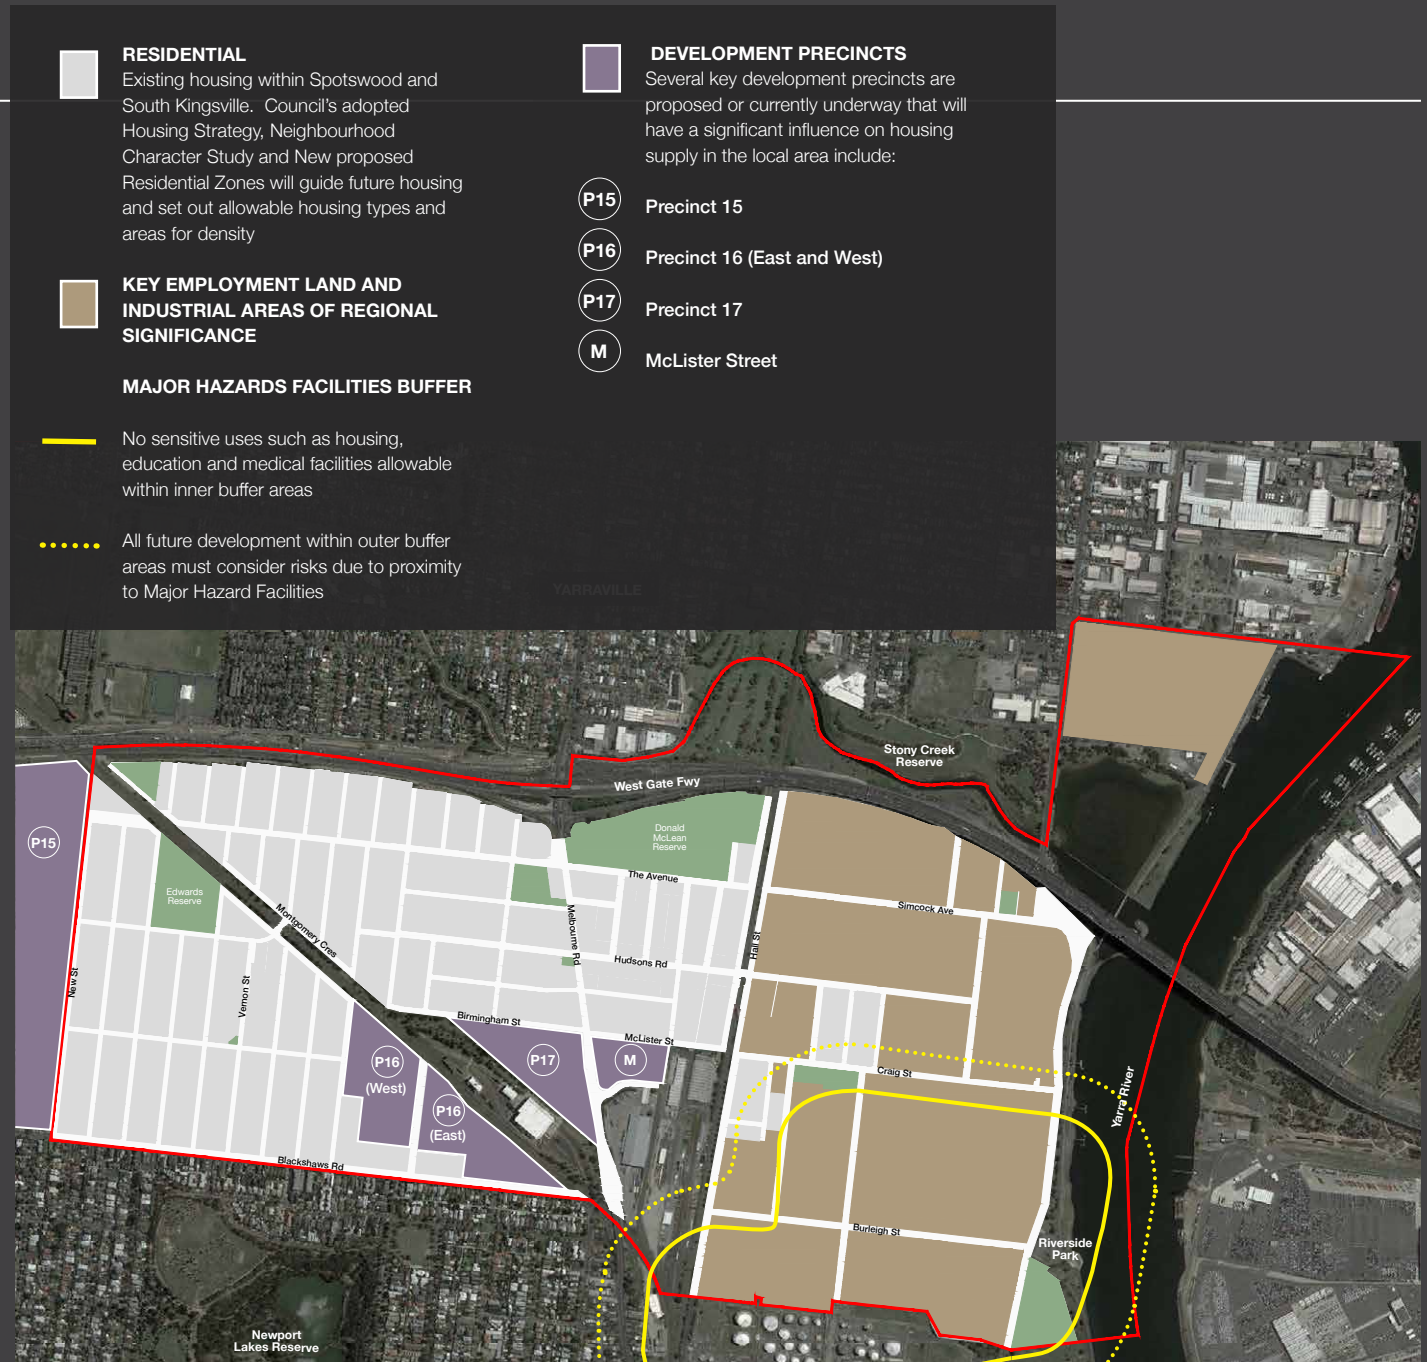 RESIDENTIAL
Existing housing within Spotswood and
South Kingsville. Council's adopted
Housing Strategy, Neighbourhood
Character Study and New proposed
Residential Zones will guide future housing
and set out allowable housing types and
areas for density
KEY EMPLOYMENT LAND AND
INDUSTRIAL AREAS OF REGIONAL
SIGNIFICANCE
MAJOR HAZARDS FACILITIES BUFFER
No sensitive uses such as housing,
education and medical facilities allowable
within inner buffer areas
All future development within outer buffer
areas must consider risks due to proximity
to Major Hazard Facilities
DEVELOPMENT PRECINCTS
Several key development precincts are
proposed or currently underway that will
have a significant influence on housing
supply in the local area include:
P15 Precinct 15
P16 Precinct 16 (East and West)
P17 Precinct 17
M McLister Street
YARRAVILLE
Stony Creek
Reserve
West Gate Fwy
Donald
McLean
Reserve
P15
The Avenue
Edwards
Reserve
Simcock Ave
Montgomery Cres
Melbourne Rd
Hall St
Hudsons Rd
New St
Vernon St
Birmingham St
McLister St
P16
(West)
P17
M
Craig St
Yarra River
P16
(East)
Blackshaws Rd
Burleigh St
Riverside
Park
Newport
Lakes Reserve